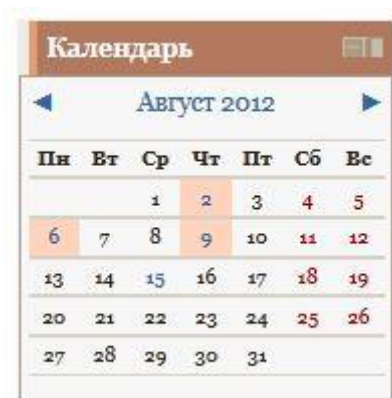 Календарь
◄ Август 2012 ►
Пн Вт Ср Чт Пт Сб Вс
1 2 3 4 5
6 7 8 9 10 11 12
13 14 15 16 17 18 19
20 21 22 23 24 25 26
27 28 29 30 31